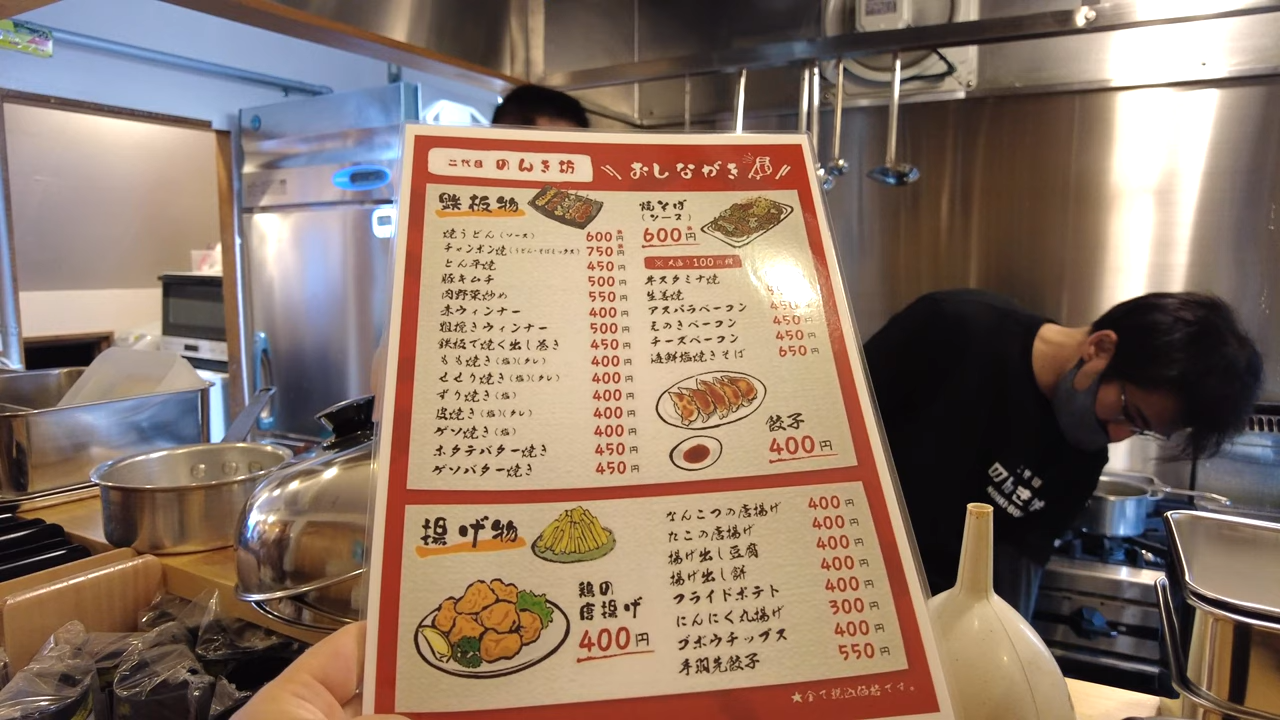 二代目 のんき坊
おしながき
鉄板物
焼うどん(ソース) 600円
チャンポン焼(うどん・そばミックス) 750円
とん平焼 450円
豚キムチ 500円
肉野菜炒め 550円
赤ウィンナー 400円
粗挽きウィンナー 500円
鉄板で焼く出し巻き 450円
もも焼き(塩)(タレ) 400円
せせり焼き(塩)(タレ) 400円
ずり焼き(塩) 400円
皮焼き(塩)(タレ) 400円
ゲソ焼き(塩) 400円
ホタテバター焼き 450円
ゲソバター焼き 450円
焼そば
(ソース)
600円
※大盛り100円増
牛スタミナ焼
生姜焼
アスパラベーコン 450円
えのきベーコン 450円
チーズベーコン 450円
海鮮塩焼きそば 650円
餃子
400円
揚げ物
鶏の
唐揚げ
400円
なんこつの唐揚げ 400円
たこの唐揚げ 400円
揚げ出し豆腐 400円
揚げ出し餅 400円
フライドポテト 400円
にんにく丸揚げ 300円
ゴボウチップス 400円
手羽先餃子 550円
★全て税込価格です。
二代目
のんき